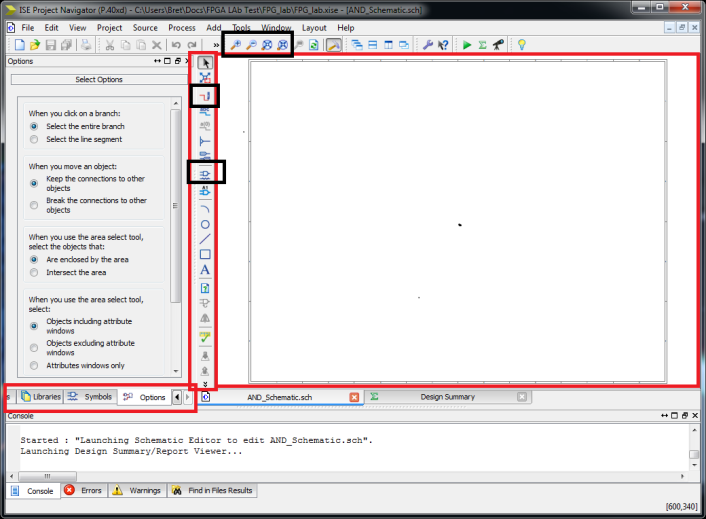 ISE Project Navigator (P.40xd) - C:\Users\Bret\Docs\FPGA LAb Test\FPG_lab\FPG_lab.xise - [AND_Schematic.sch]
File Edit View Project Source Process Add Tools Window Layout Help
Options
Select Options
When you click on a branch:
Select the entire branch
Select the line segment
When you move an object:
Keep the connections to other
objects
Break the connections to other
objects
When you use the area select tool,
select the objects that:
Are enclosed by the area
Intersect the area
When you use the area select tool,
select:
Objects including attribute
windows
Objects excluding attribute
windows
Attributes windows only
A
s Libraries Symbols Options
AND_Schematic.sch Design Summary
Console
Started : "Launching Schematic Editor to edit AND_Schematic.sch".
Launching Design Summary/Report Viewer...
Console Errors Warnings Find in Files Results
[600,340]